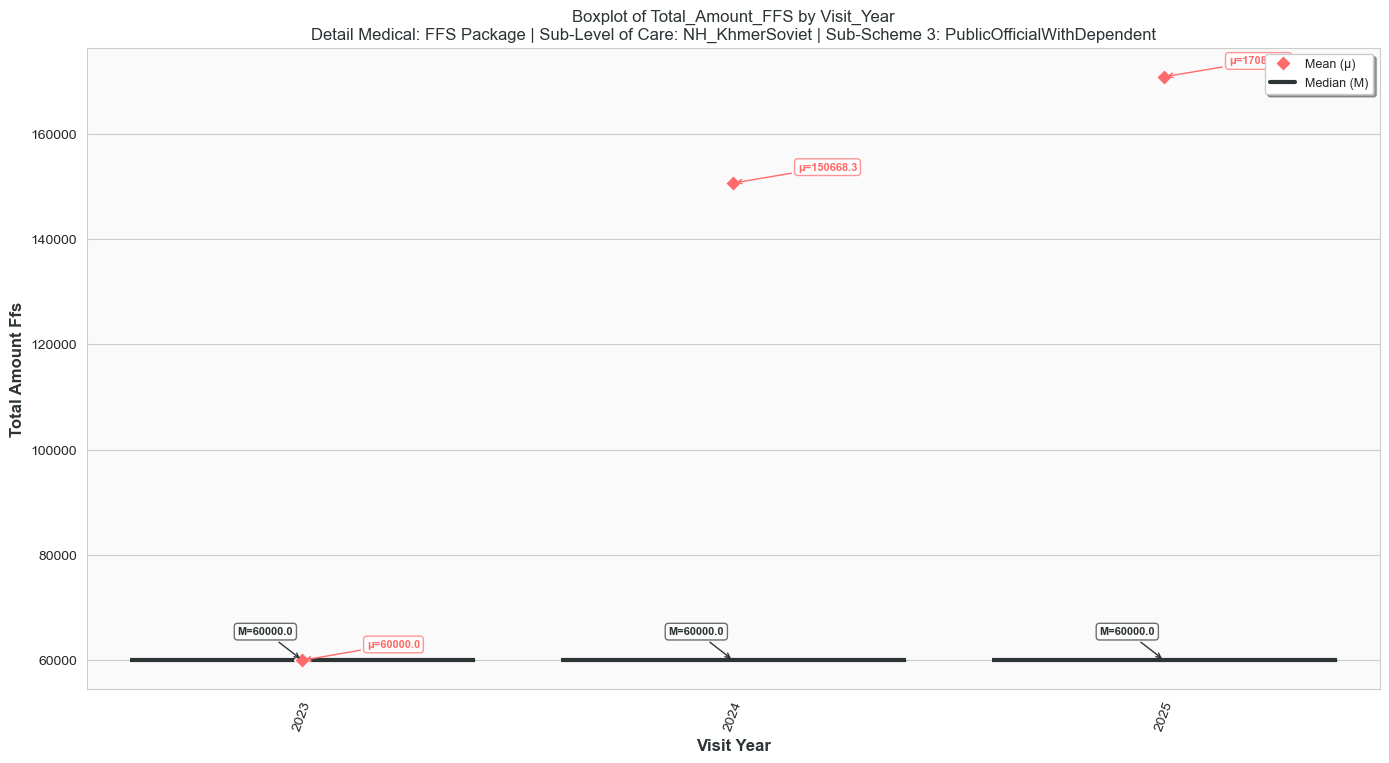 Boxplot of Total_Amount_FFS by Visit_Year
Detail Medical: FFS Package | Sub-Level of Care: NH_KhmerSoviet | Sub-Scheme 3: PublicOfficialWithDependent
Mean (μ)
Median (M)
μ=150668.3
M=60000.0
μ=60000.0
M=60000.0
M=60000.0
160000
140000
120000
100000
80000
60000
Total Amount Ffs
2023
2024
2025
Visit Year